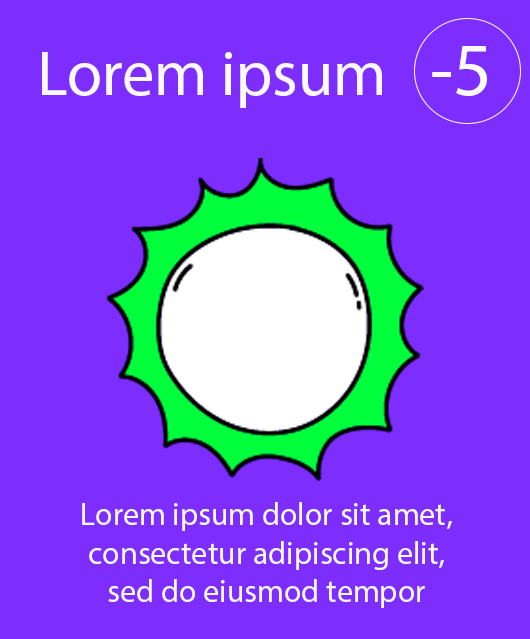 Lorem ipsum -5
Lorem ipsum dolor sit amet,
consectetur adipiscing elit,
sed do eiusmod tempor